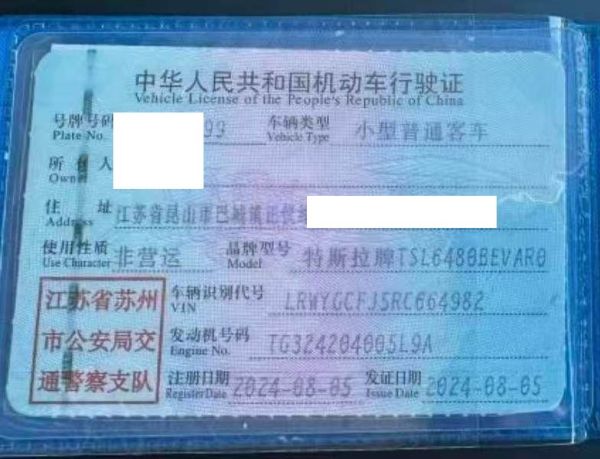 中华人民共和国机动车行驶证
Vehicle License of the People's Republic of China
号牌号码 99 车辆类型 小型普通客车
Plate No. Vehicle Type
所有人
Owner
住址 江苏省昆山市巴城镇正仪
Address
使用性质 非营运 品牌型号 特斯拉牌TSL6480BEVAR0
Use Character Model
江苏省苏州 车辆识别代号 LRWYGCFJ5RC664982
VIN
市公安局交 发动机号码 TG324204005L9A
Engine No.
通警察支队 注册日期 2024-08-05 发证日期 2024-08-05
Register Date Issue Date